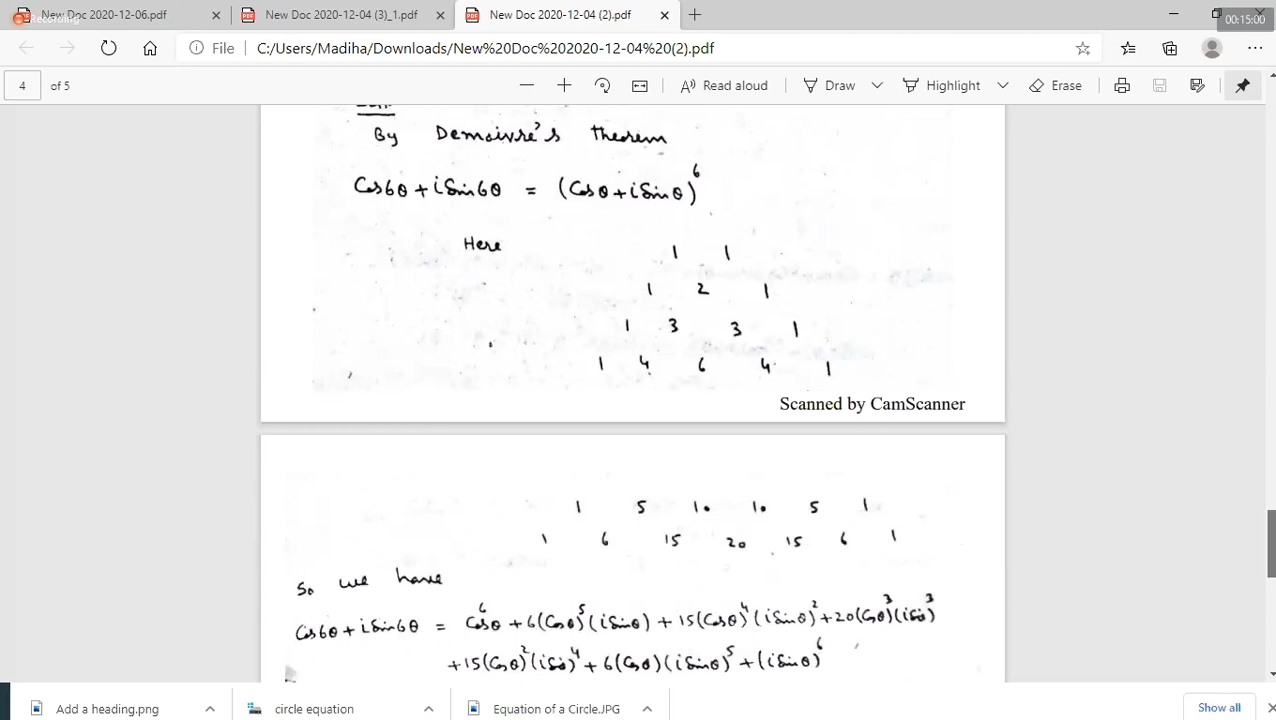 New Doc 2020-12-06.pdf × New Doc 2020-12-04 (3)_1.pdf × New Doc 2020-12-04 (2).pdf × +
Recording
00:15:00
File C:/Users/Madiha/Downloads/New%20Doc%202020-12-04%20(2).pdf
4 of 5 Read aloud Draw Highlight Erase
By Demoivre's theorem
Cos6θ + iSin6θ = (Cosθ + iSinθ)⁶
Here 1 1
1 2 1
1 3 3 1
1 4 6 4 1
Scanned by CamScanner
1 5 10 10 5 1
1 6 15 20 15 6 1
So we have
Cos6θ + iSin6θ = Cos⁶θ + 6(Cosθ)⁵(iSinθ) + 15(Cosθ)⁴(iSinθ)² + 20(Cosθ)³(iSinθ)³
+ 15(Cosθ)²(iSinθ)⁴ + 6(Cosθ)(iSinθ)⁵ + (iSinθ)⁶
Add a heading.png circle equation Equation of a Circle.JPG Show all